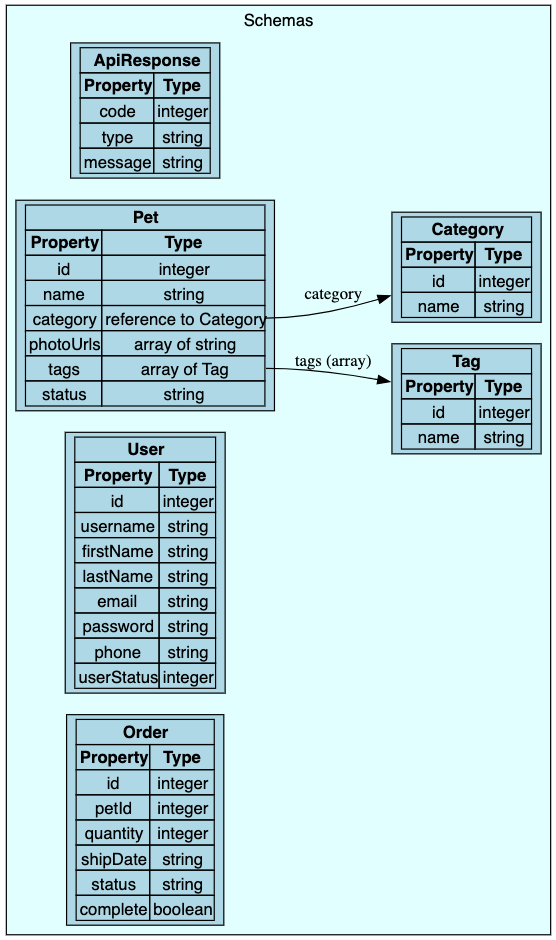 Schemas
ApiResponse
Property Type
code integer
type string
message string
Pet
Property Type
id integer
name string
category reference to Category
photoUrls array of string
tags array of Tag
status string
category
tags (array)
Category
Property Type
id integer
name string
Tag
Property Type
id integer
name string
User
Property Type
id integer
username string
firstName string
lastName string
email string
password string
phone string
userStatus integer
Order
Property Type
id integer
petId integer
quantity integer
shipDate string
status string
complete boolean